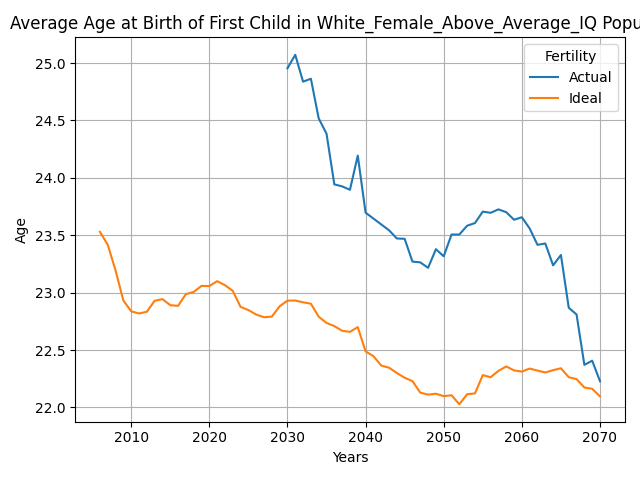 Average Age at Birth of First Child in White_Female_Above_Average_IQ Popu
25.0
24.5
24.0
23.5
23.0
22.5
22.0
Age
Fertility
Actual
Ideal
2010 2020 2030 2040 2050 2060 2070
Years